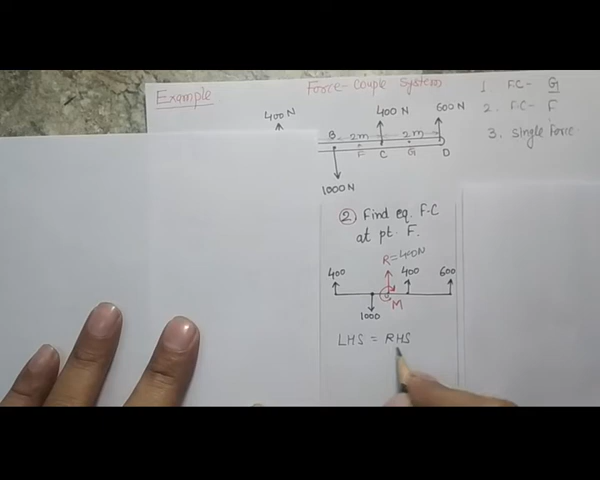 Example
Force-Couple System
1. FC- G
2. FC- F
3. Single Force
400 N
400 N
600 N
B 2m 2m
F C G D
1000 N
② Find eq. F-C
at pt. F.
R=400N
400 400 600
1000
M
LHS = RHS